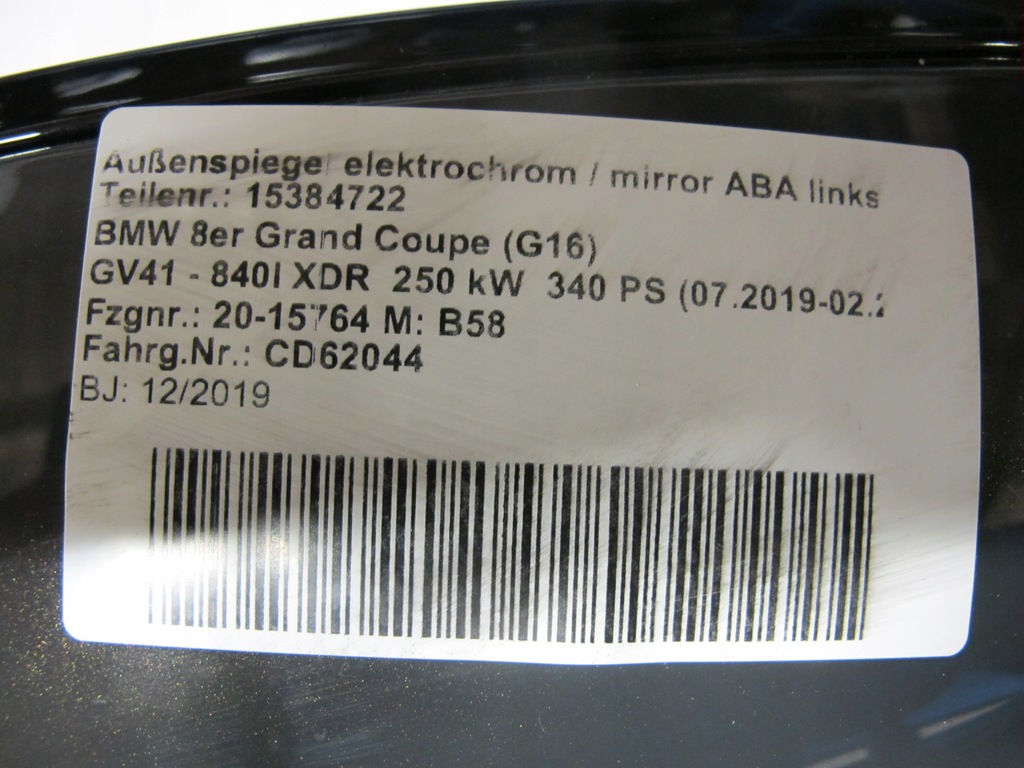 Außenspiegel elektrochrom / mirror ABA links
Teilenr.: 15384722
BMW 8er Grand Coupe (G16)
GV41 - 840I XDR 250 kW 340 PS (07.2019-02.
Fzgnr.: 20-15764 M: B58
Fahrg.Nr.: CD62044
BJ: 12/2019